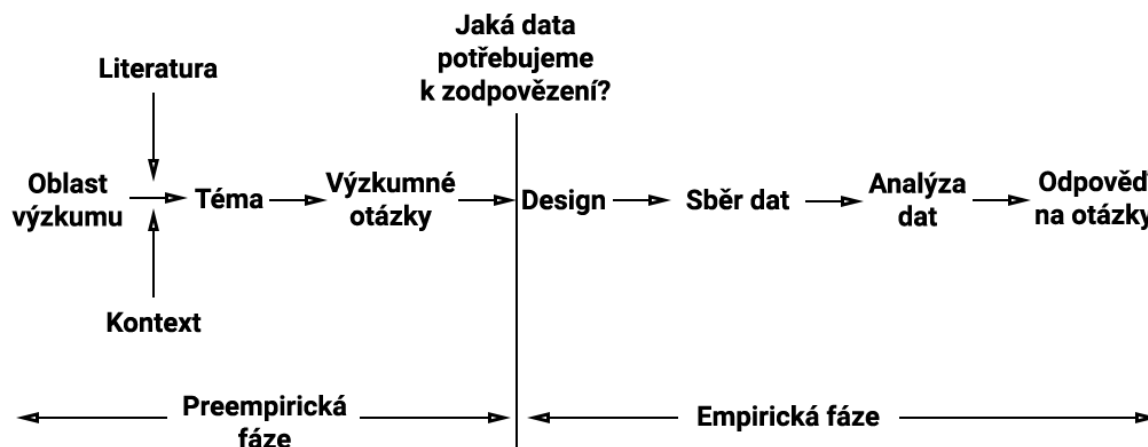 Jaká data
potřebujeme
k zodpovězení?
Literatura
Oblast
výzkumu
Téma
Výzkumné
otázky
Design
Sběr dat
Analýza
dat
Odpověď
na otázky
Kontext
Preempirická
fáze
Empirická fáze